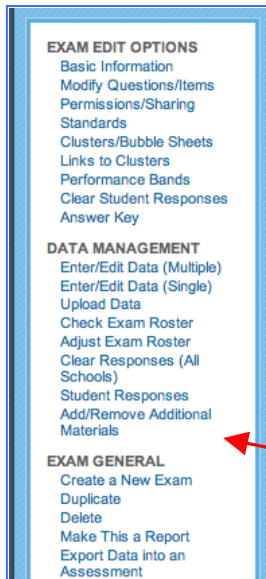 EXAM EDIT OPTIONS
Basic Information
Modify Questions/Items
Permissions/Sharing
Standards
Clusters/Bubble Sheets
Links to Clusters
Performance Bands
Clear Student Responses
Answer Key
DATA MANAGEMENT
Enter/Edit Data (Multiple)
Enter/Edit Data (Single)
Upload Data
Check Exam Roster
Adjust Exam Roster
Clear Responses (All
Schools)
Student Responses
Add/Remove Additional
Materials
EXAM GENERAL
Create a New Exam
Duplicate
Delete
Make This a Report
Export Data into an
Assessment